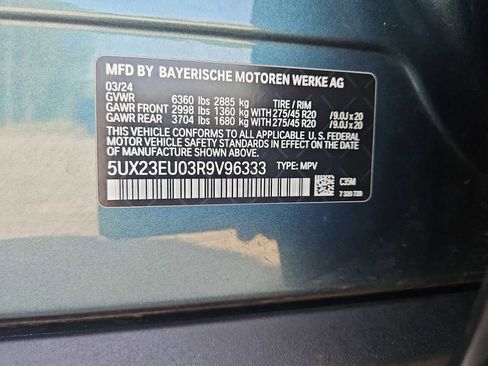 MFD BY BAYERISCHE MOTOREN WERKE AG
03/24
GVWR 6360 lbs 2885 kg TIRE / RIM
GAWR FRONT 2998 lbs 1360 kg WITH 275/45 R20 /9.0J x 20
GAWR REAR 3704 lbs 1680 kg WITH 275/45 R20 /9.0J x 20
THIS VEHICLE CONFORMS TO ALL APPLICABLE U. S. FEDERAL
MOTOR VEHICLE SAFETY STANDARDS IN EFFECT ON THE DATE
OF MANUFACTURE SHOWN ABOVE.
5UX23EU03R9V96333 TYPE: MPV
C35M